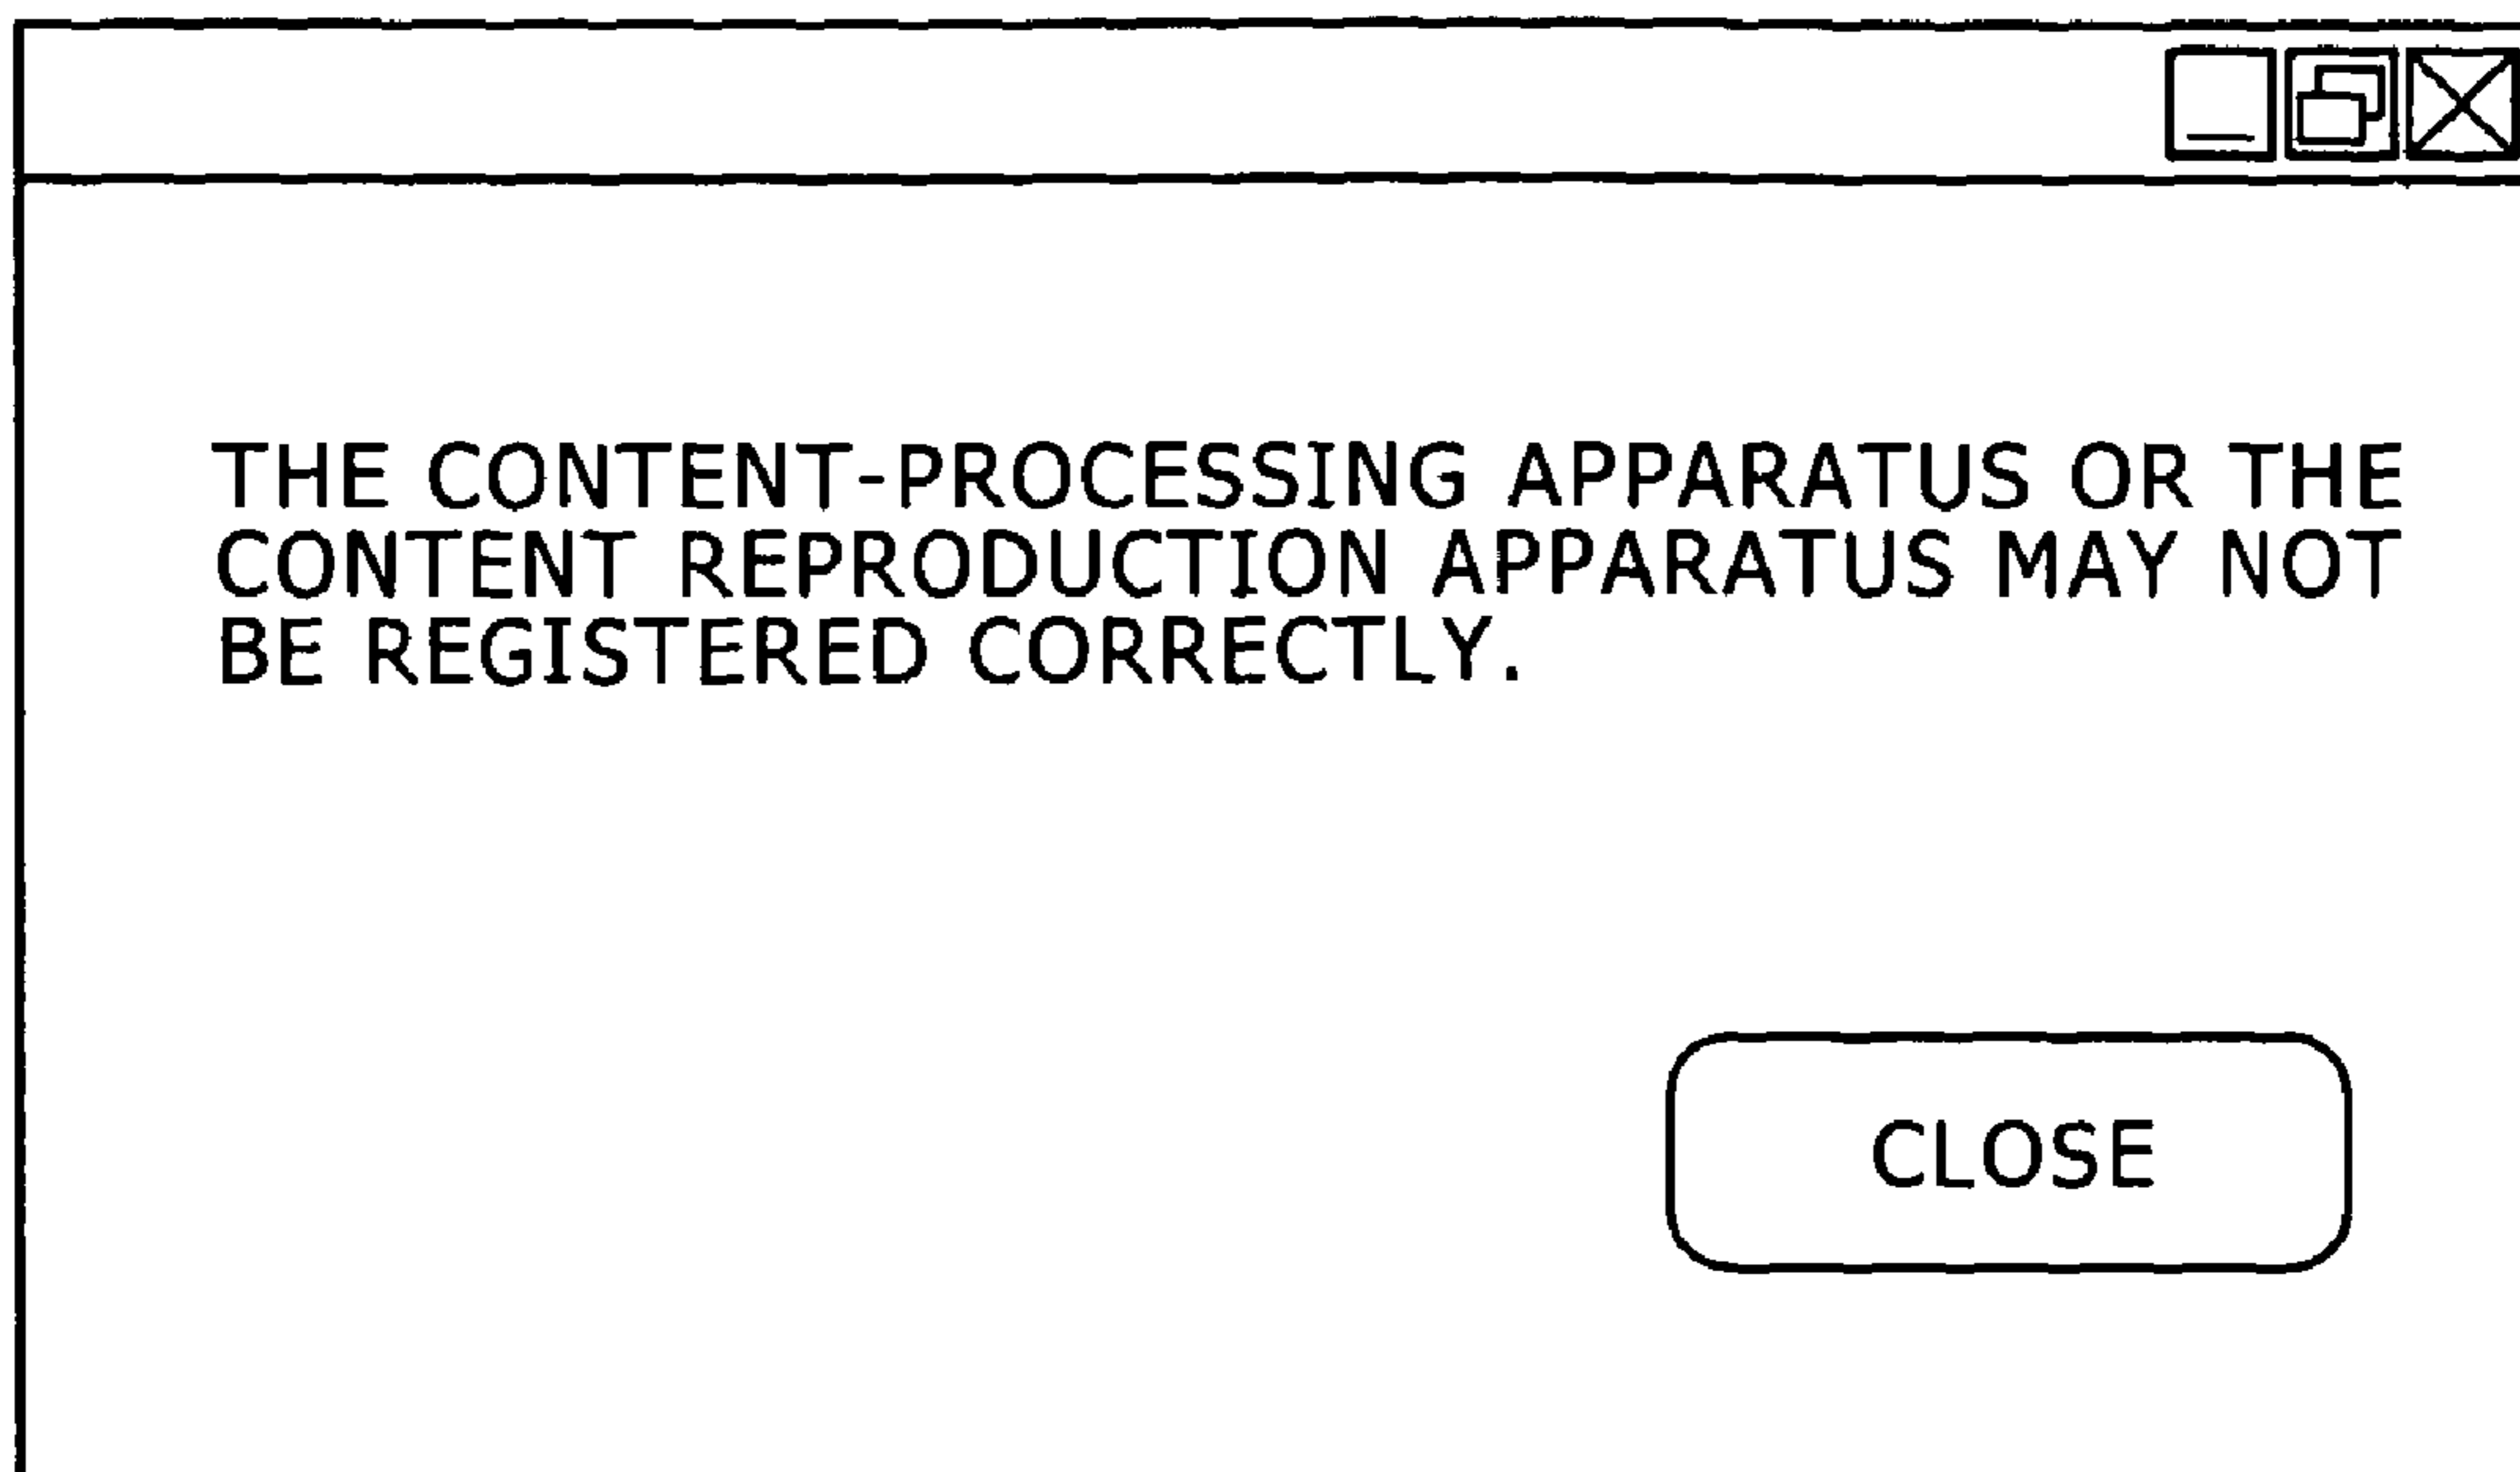 THE CONTENT-PROCESSING APPARATUS OR THE
CONTENT REPRODUCTION APPARATUS MAY NOT
BE REGISTERED CORRECTLY.
CLOSE